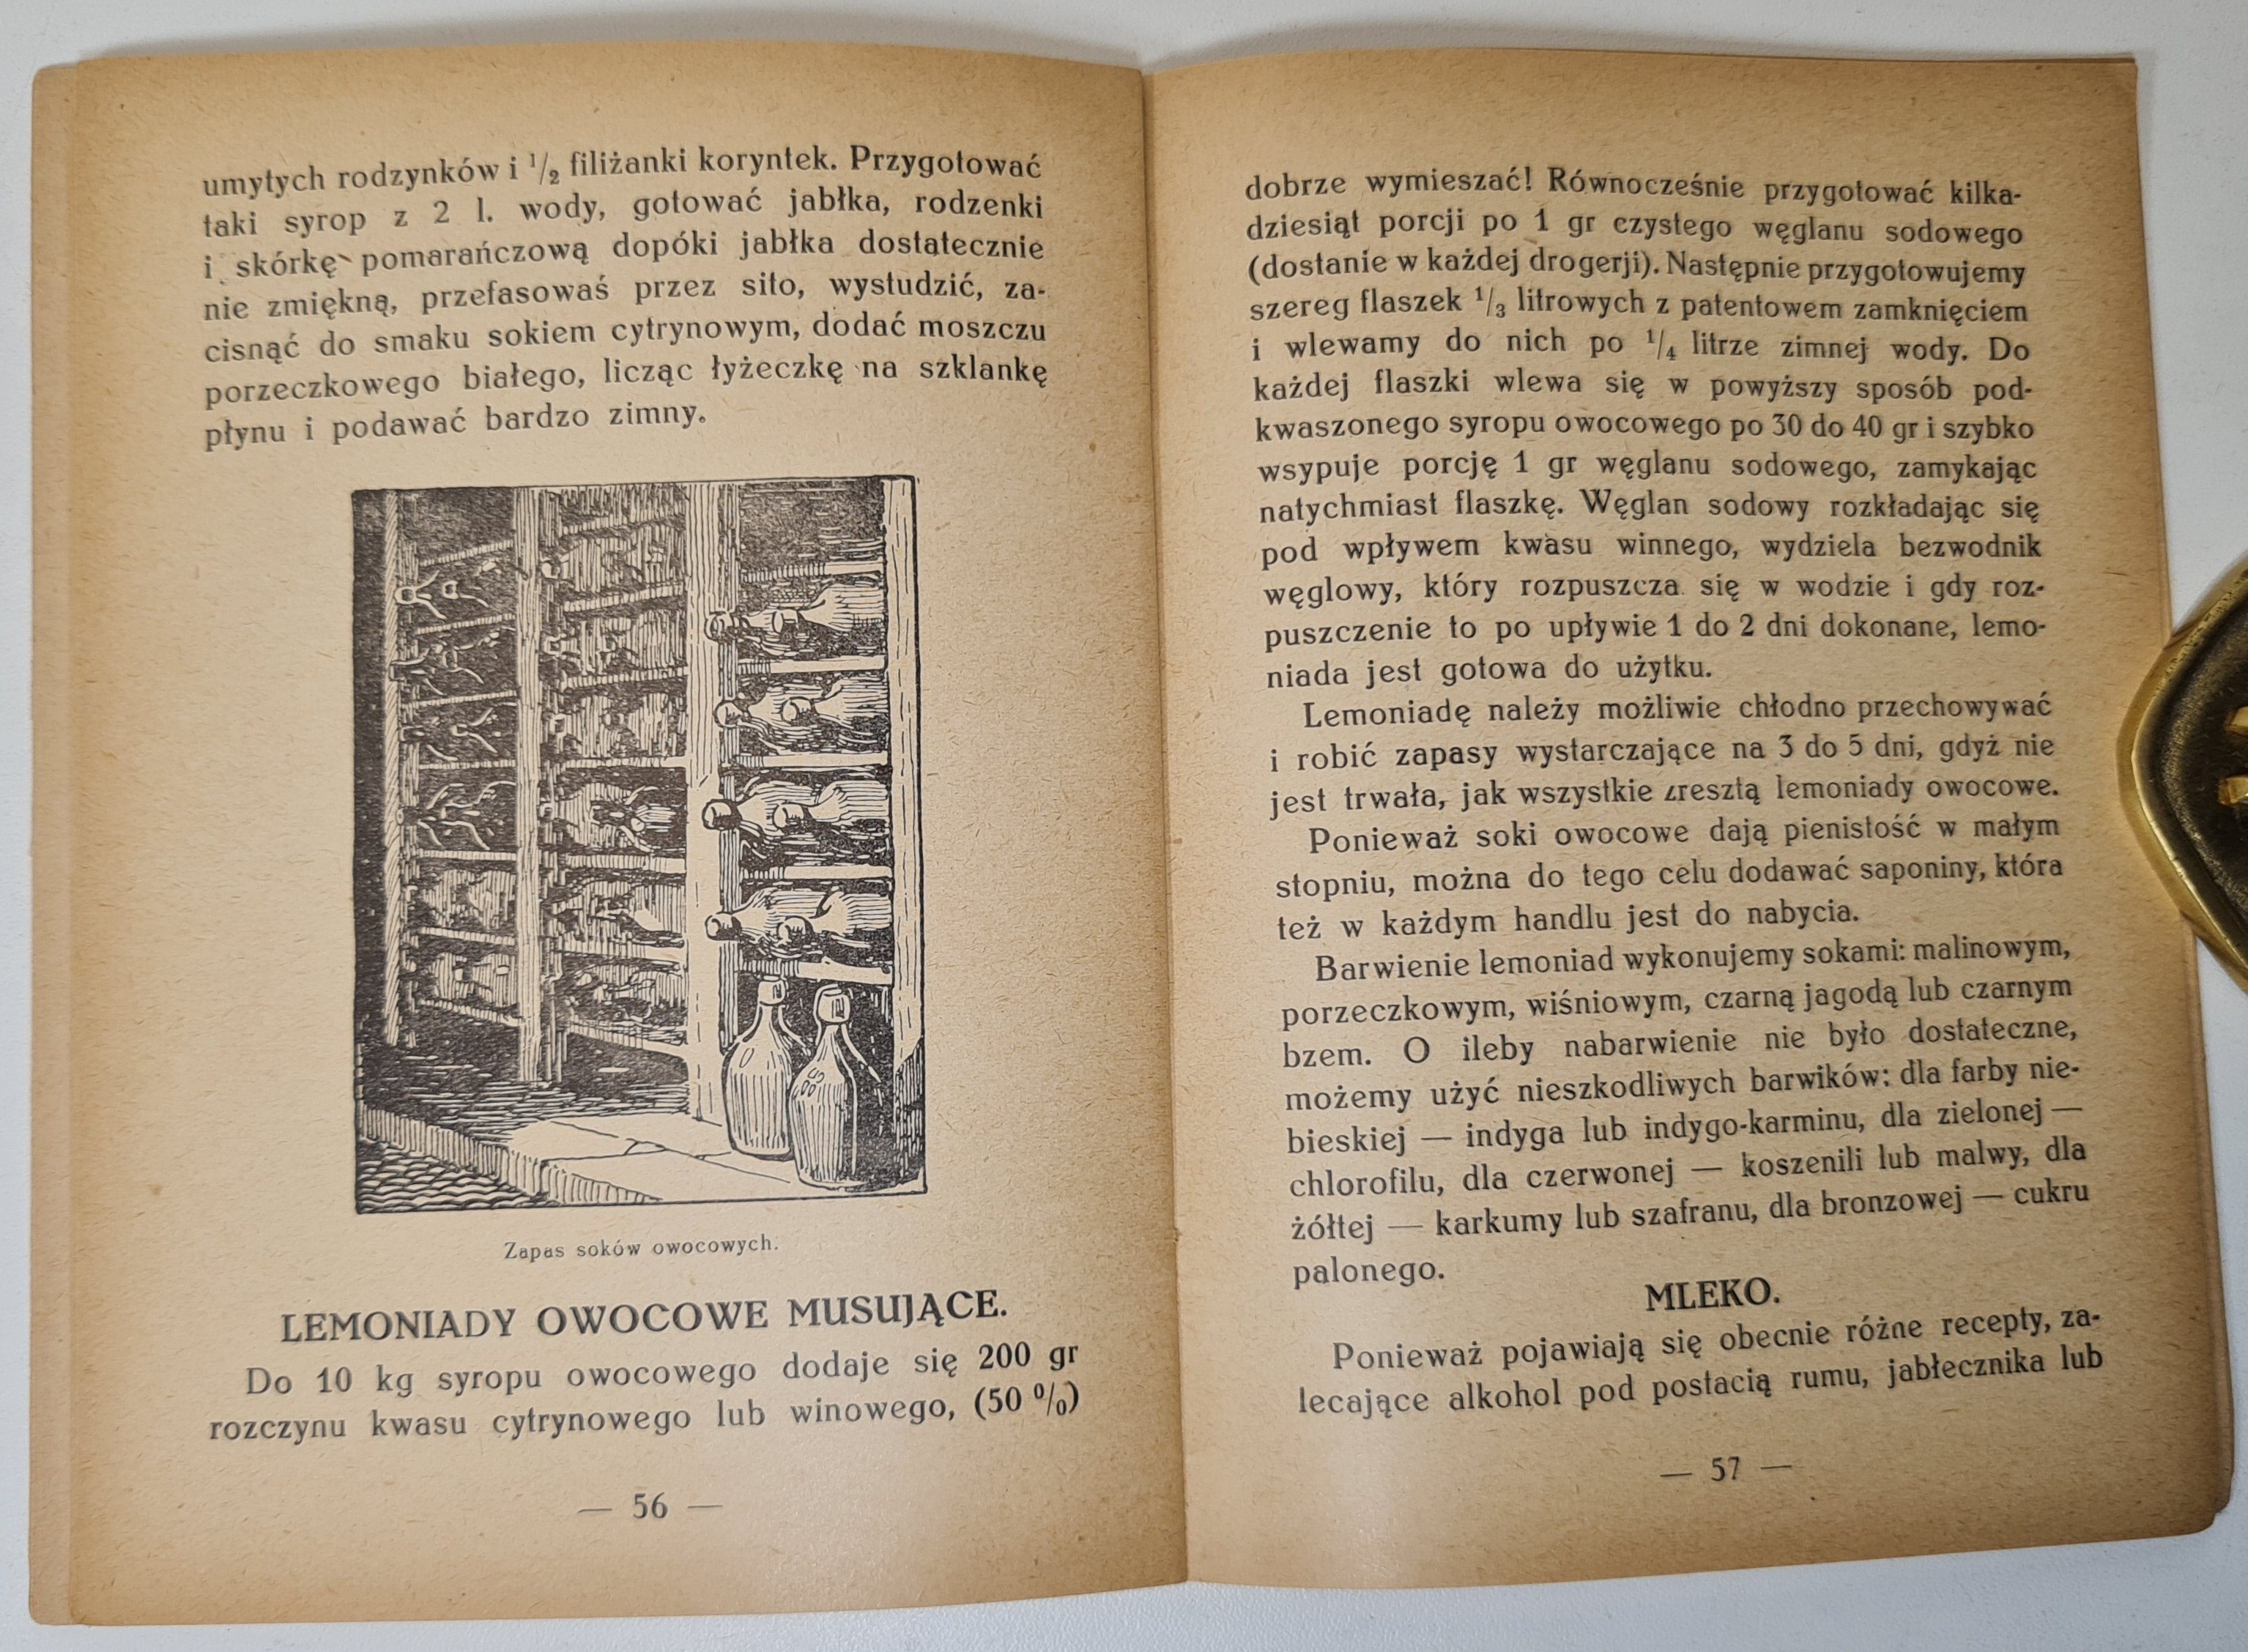 umytych rodzynków i 1/2 filiżanki koryntek. Przygotować
taki syrop z 2 l. wody, gotować jabłka, rodzenki
i skórkę pomarańczową dopóki jabłka dostatecznie
nie zmiękną, przefasowaś przez sito, wystudzić, za-
cisnąć do smaku sokiem cytrynowym, dodać moszczu
porzeczkowego białego, licząc łyżeczkę na szklankę
płynu i podawać bardzo zimny.
Zapas soków owocowych.
LEMONIADY OWOCOWE MUSUJĄCE.
Do 10 kg syropu owocowego dodaje się 200 gr
rozczynu kwasu cytrynowego lub winowego, (50 %)
— 56 —
dobrze wymieszać! Równocześnie przygotować kilka-
dziesiąt porcji po 1 gr czystego węglanu sodowego
(dostanie w każdej drogerji). Następnie przygotowujemy
szereg flaszek 1/3 litrowych z patentowem zamknięciem
i wlewamy do nich po 1/4 litrze zimnej wody. Do
każdej flaszki wlewa się w powyższy sposób pod-
kwaszonego syropu owocowego po 30 do 40 gr i szybko
wsypuje porcję 1 gr węglanu sodowego, zamykając
natychmiast flaszkę. Węglan sodowy rozkładając się
pod wpływem kwasu winnego, wydziela bezwodnik
węglowy, który rozpuszcza się w wodzie i gdy roz-
puszczenie to po upływie 1 do 2 dni dokonane, lemo-
niada jest gotowa do użytku.
Lemoniadę należy możliwie chłodno przechowywać
i robić zapasy wystarczające na 3 do 5 dni, gdyż nie
jest trwała, jak wszystkie zresztą lemoniady owocowe.
Ponieważ soki owocowe dają pienistość w małym
stopniu, można do tego celu dodawać saponiny, która
też w każdym handlu jest do nabycia.
Barwienie lemoniad wykonujemy sokami: malinowym,
porzeczkowym, wiśniowym, czarną jagodą lub czarnym
bzem. O ileby nabarwienie nie było dostateczne,
możemy użyć nieszkodliwych barwików: dla farby nie-
bieskiej — indyga lub indygo-karminu, dla zielonej —
chlorofilu, dla czerwonej — koszenili lub malwy, dla
żółtej — karkumy lub szafranu, dla bronzowej — cukru
palonego.
MLEKO.
Ponieważ pojawiają się obecnie różne recepty, za-
lecające alkohol pod postacią rumu, jabłecznika lub
— 57 —